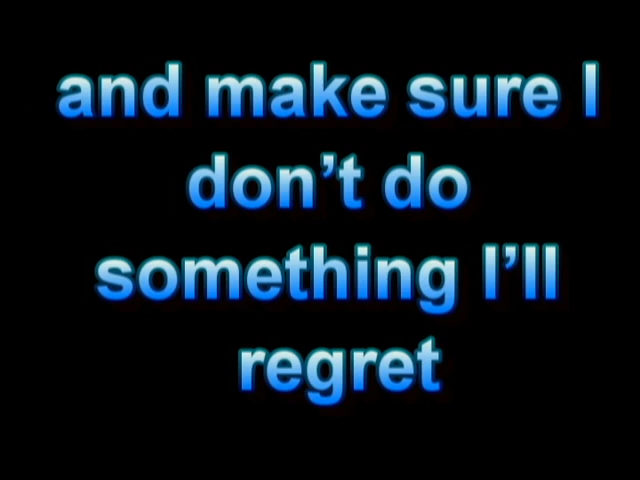 and make sure I
don’t do
something I’ll
regret